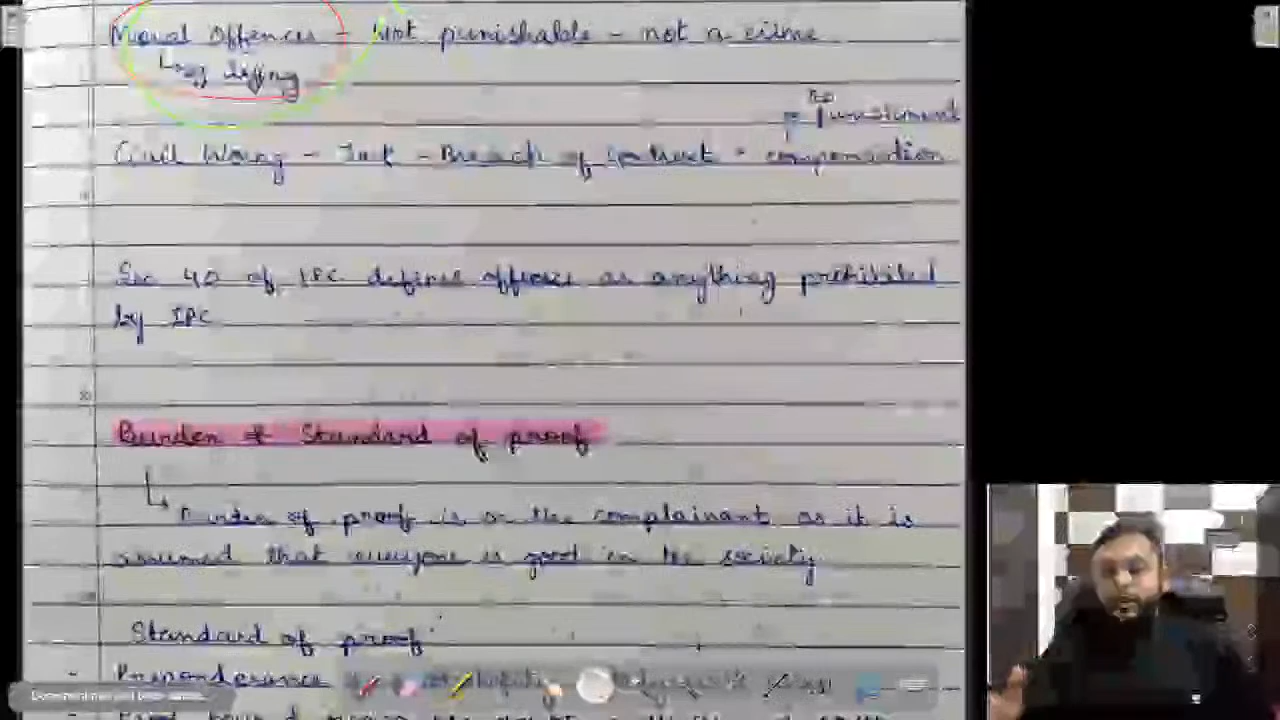 Moral Offences - Not punishable - not a crime
eg lying
no
Punishment
Civil Wrong - Tort - Breach of contract - compensation
Sec 40 of IPC defines offence as anything prohibited
by IPC
Burden & Standard of proof
Burden of proof is on the complainant as it is
assumed that everyone is good in the society.
Standard of proof
- Preponderance